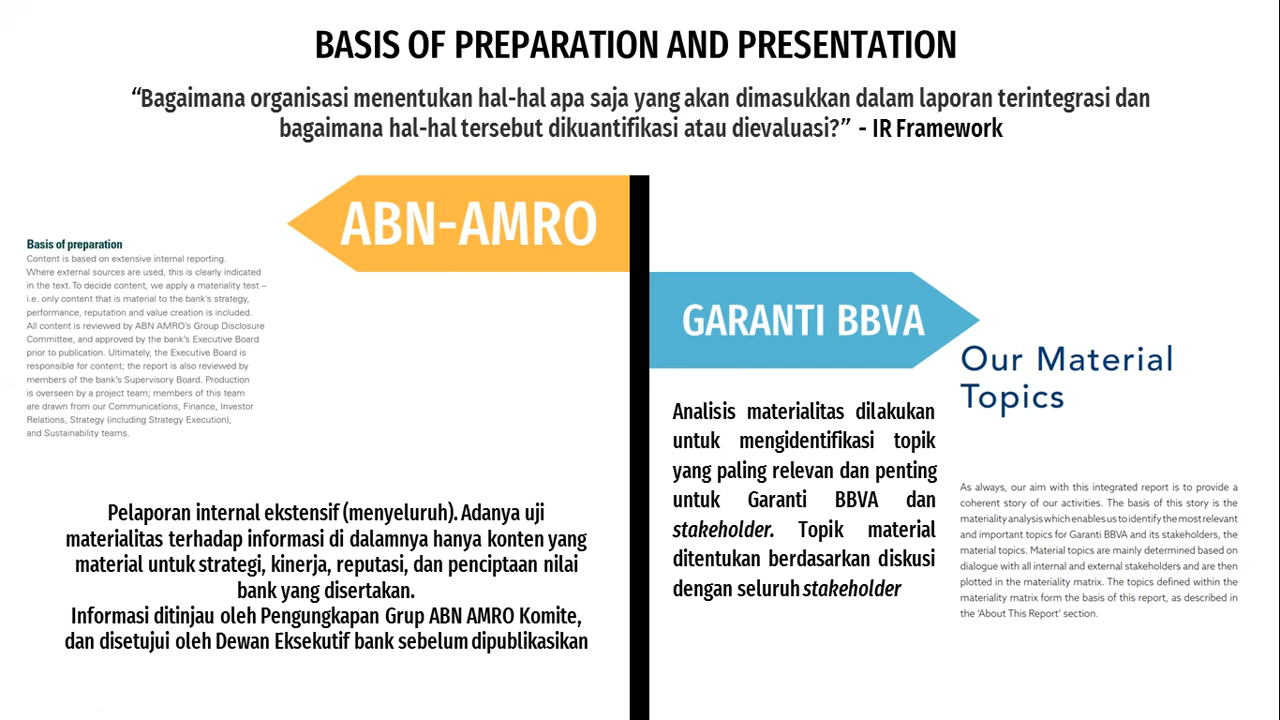 BASIS OF PREPARATION AND PRESENTATION
“Bagaimana organisasi menentukan hal-hal apa saja yang akan dimasukkan dalam laporan terintegrasi dan
bagaimana hal-hal tersebut dikuantifikasi atau dievaluasi?” - IR Framework
ABN-AMRO
Basis of preparation
Content is based on extensive internal reporting.
Where external sources are used, this is clearly indicated
in the text. To decide content, we apply a materiality test –
i.e. only content that is material to the bank's strategy,
performance, reputation and value creation is included.
All content is reviewed by ABN AMRO's Group Disclosure
Committee, and approved by the bank's Executive Board
prior to publication. Ultimately, the Executive Board is
responsible for content; the report is also reviewed by
members of the bank's Supervisory Board. Production
is overseen by a project team; members of this team
are drawn from our Communications, Finance, Investor
Relations, Strategy (including Strategy Execution),
and Sustainability teams.
Pelaporan internal ekstensif (menyeluruh). Adanya uji
materialitas terhadap informasi di dalamnya hanya konten yang
material untuk strategi, kinerja, reputasi, dan penciptaan nilai
bank yang disertakan.
Informasi ditinjau oleh Pengungkapan Grup ABN AMRO Komite,
dan disetujui oleh Dewan Eksekutif bank sebelum dipublikasikan
GARANTI BBVA
Analisis materialitas dilakukan
untuk mengidentifikasi topik
yang paling relevan dan penting
untuk Garanti BBVA dan
stakeholder. Topik material
ditentukan berdasarkan diskusi
dengan seluruh stakeholder
Our Material
Topics
As always, our aim with this integrated report is to provide a
coherent story of our activities. The basis of this story is the
materiality analysis which enables us to identify the most relevant
and important topics for Garanti BBVA and its stakeholders, the
material topics. Material topics are mainly determined based on
dialogue with all internal and external stakeholders and are then
plotted in the materiality matrix. The topics defined within the
materiality matrix form the basis of this report, as described in
the ‘About This Report’ section.